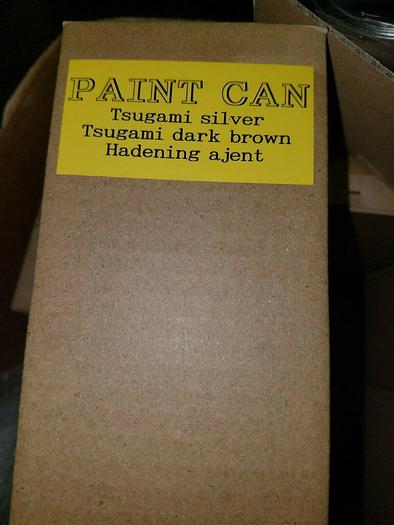 PAINT CAN
Tsugami silver
Tsugami dark brown
Hadening ajent